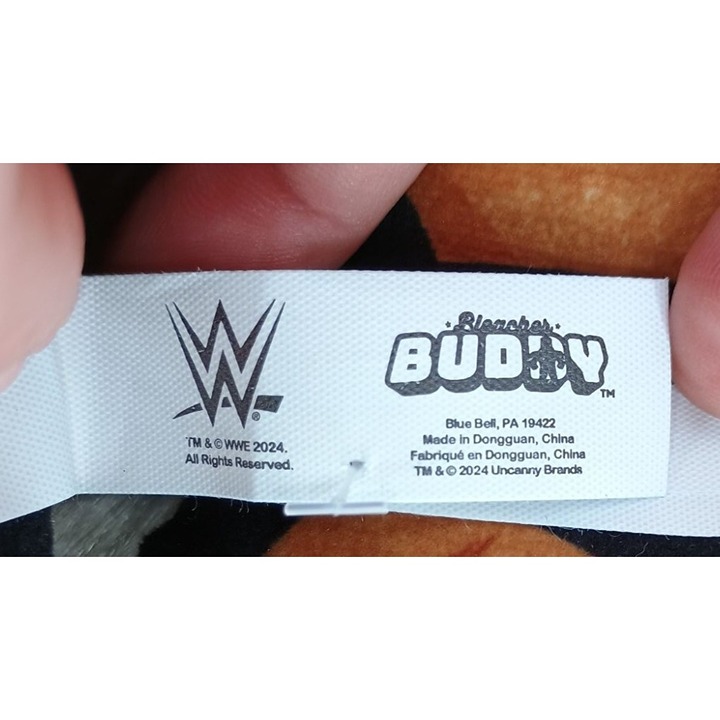 W
®
TM & © WWE 2024.
All Rights Reserved.
Bleacher
BUDDY
TM
Blue Bell, PA 19422
Made in Dongguan, China
Fabriqué en Dongguan, China
TM & © 2024 Uncanny Brands